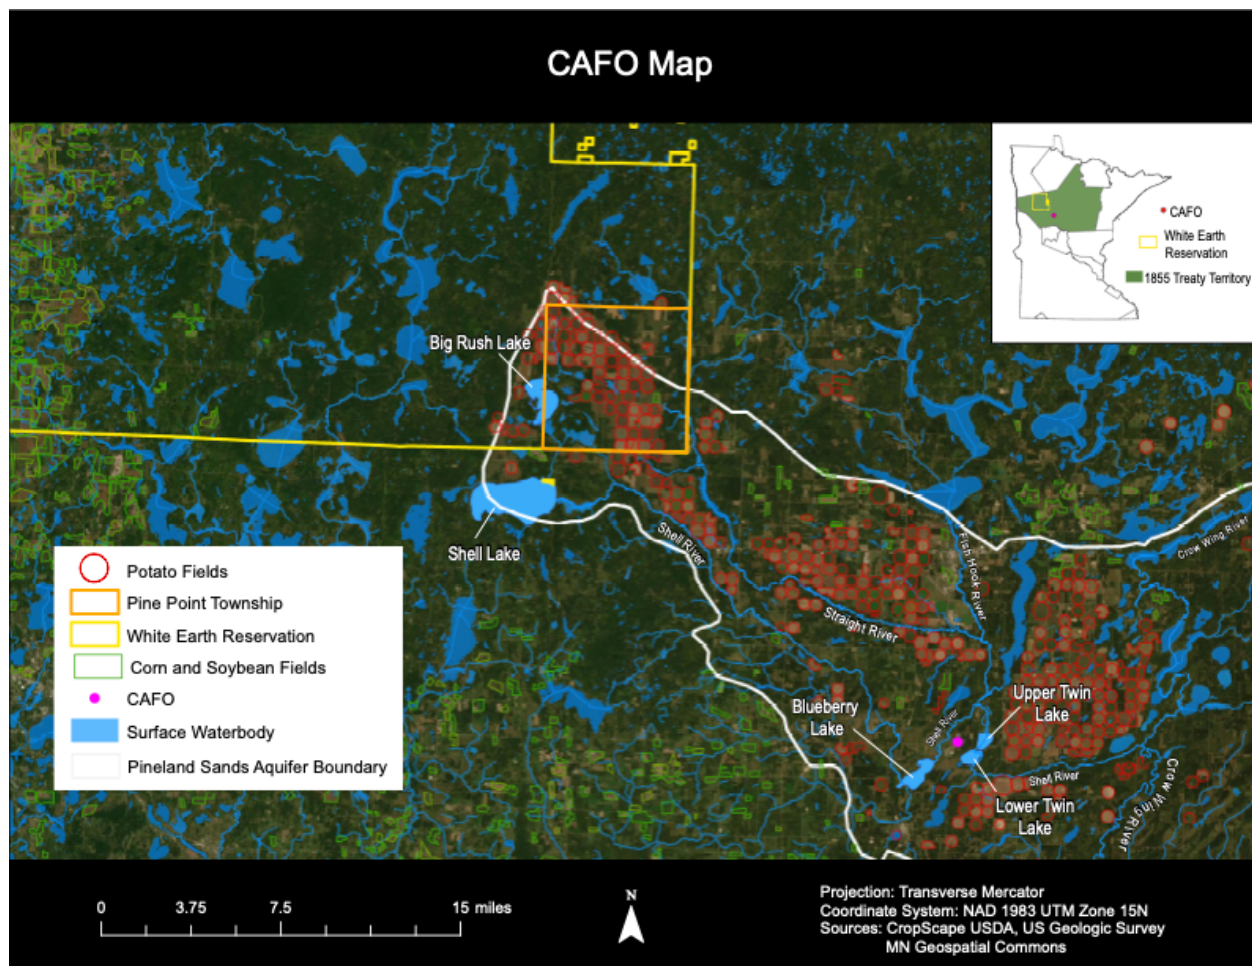 CAFO Map
CAFO
White Earth
Reservation
1855 Treaty Territory
Big Rush Lake
Shell Lake
Shell River
Straight River
Fish Hook River
Crow Wing River
Upper Twin
Lake
Blueberry
Lake
Shell River
Shell River
Lower Twin
Lake
Crow Wing River
Potato Fields
Pine Point Township
White Earth Reservation
Corn and Soybean Fields
CAFO
Surface Waterbody
Pineland Sands Aquifer Boundary
0 3.75 7.5 15 miles
N
Projection: Transverse Mercator
Coordinate System: NAD 1983 UTM Zone 15N
Sources: CropScape USDA, US Geologic Survey
MN Geospatial Commons